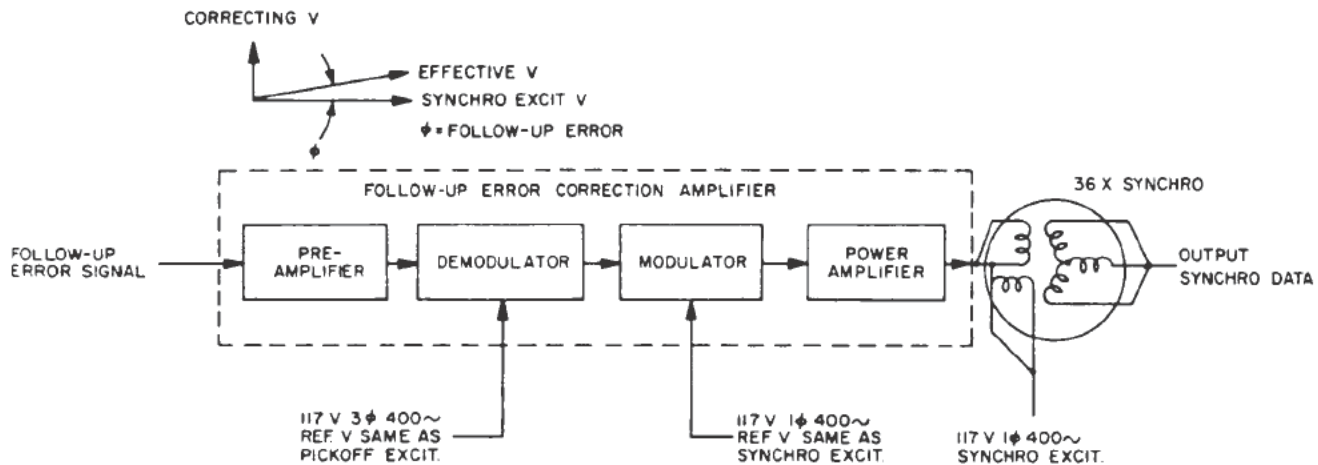 CORRECTING V
EFFECTIVE V
SYNCHRO EXCIT V
ϕ = FOLLOW-UP ERROR
ϕ
FOLLOW-UP ERROR CORRECTION AMPLIFIER
36 X SYNCHRO
FOLLOW-UP
ERROR SIGNAL
PRE-
AMPLIFIER
DEMODULATOR
MODULATOR
POWER
AMPLIFIER
OUTPUT
SYNCHRO DATA
117 V 3ϕ 400~
REF. V SAME AS
PICKOFF EXCIT.
117 V 1ϕ 400~
REF. V SAME AS
SYNCHRO EXCIT.
117 V 1ϕ 400~
SYNCHRO EXCIT.